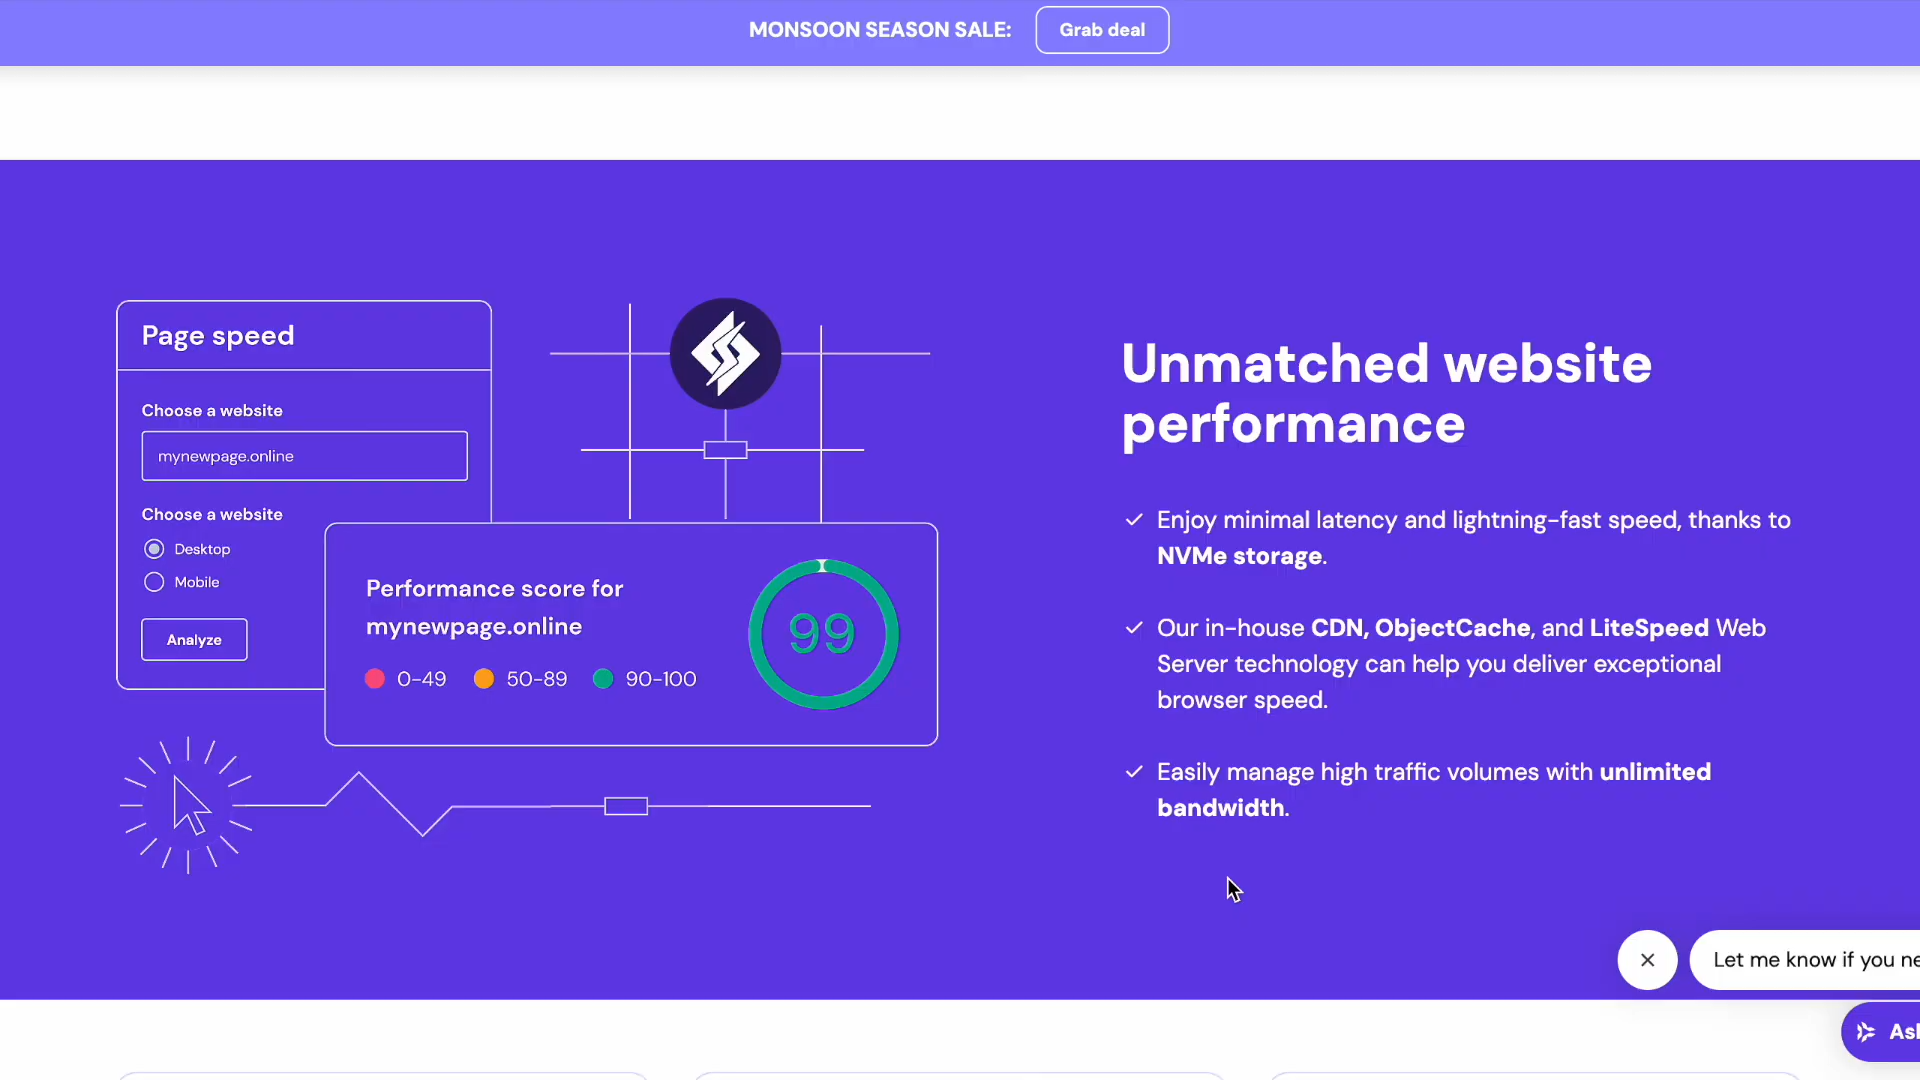 MONSOON SEASON SALE:
Grab deal
Page speed
Choose a website
mynewpage.online
Choose a website
Desktop
Mobile
Analyze
Performance score for
mynewpage.online
0-49
50-89
90-100
99
Unmatched website
performance
Enjoy minimal latency and lightning-fast speed, thanks to
NVMe storage.
Our in-house CDN, ObjectCache, and LiteSpeed Web
Server technology can help you deliver exceptional
browser speed.
Easily manage high traffic volumes with unlimited
bandwidth.
Let me know if you